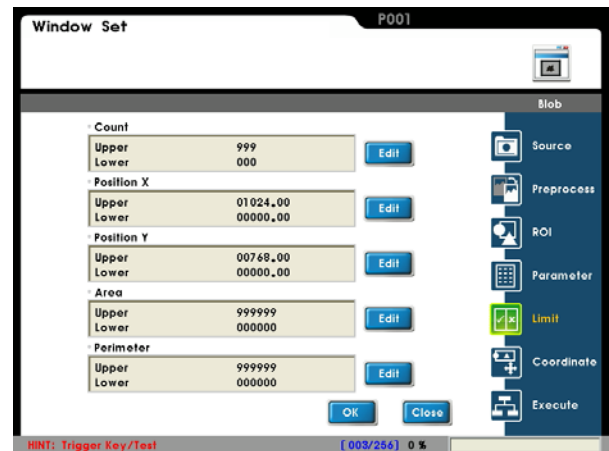 Window Set
P001
Blob
Count
Upper 999
Lower 000
Edit
Position X
Upper 01024.00
Lower 00000.00
Edit
Position Y
Upper 00768.00
Lower 00000.00
Edit
Area
Upper 999999
Lower 000000
Edit
Perimeter
Upper 999999
Lower 000000
Edit
OK
Close
Source
Preprocess
ROI
Parameter
Limit
Coordinate
Execute
HINT: Trigger Key/Test
[003/256] 0 %